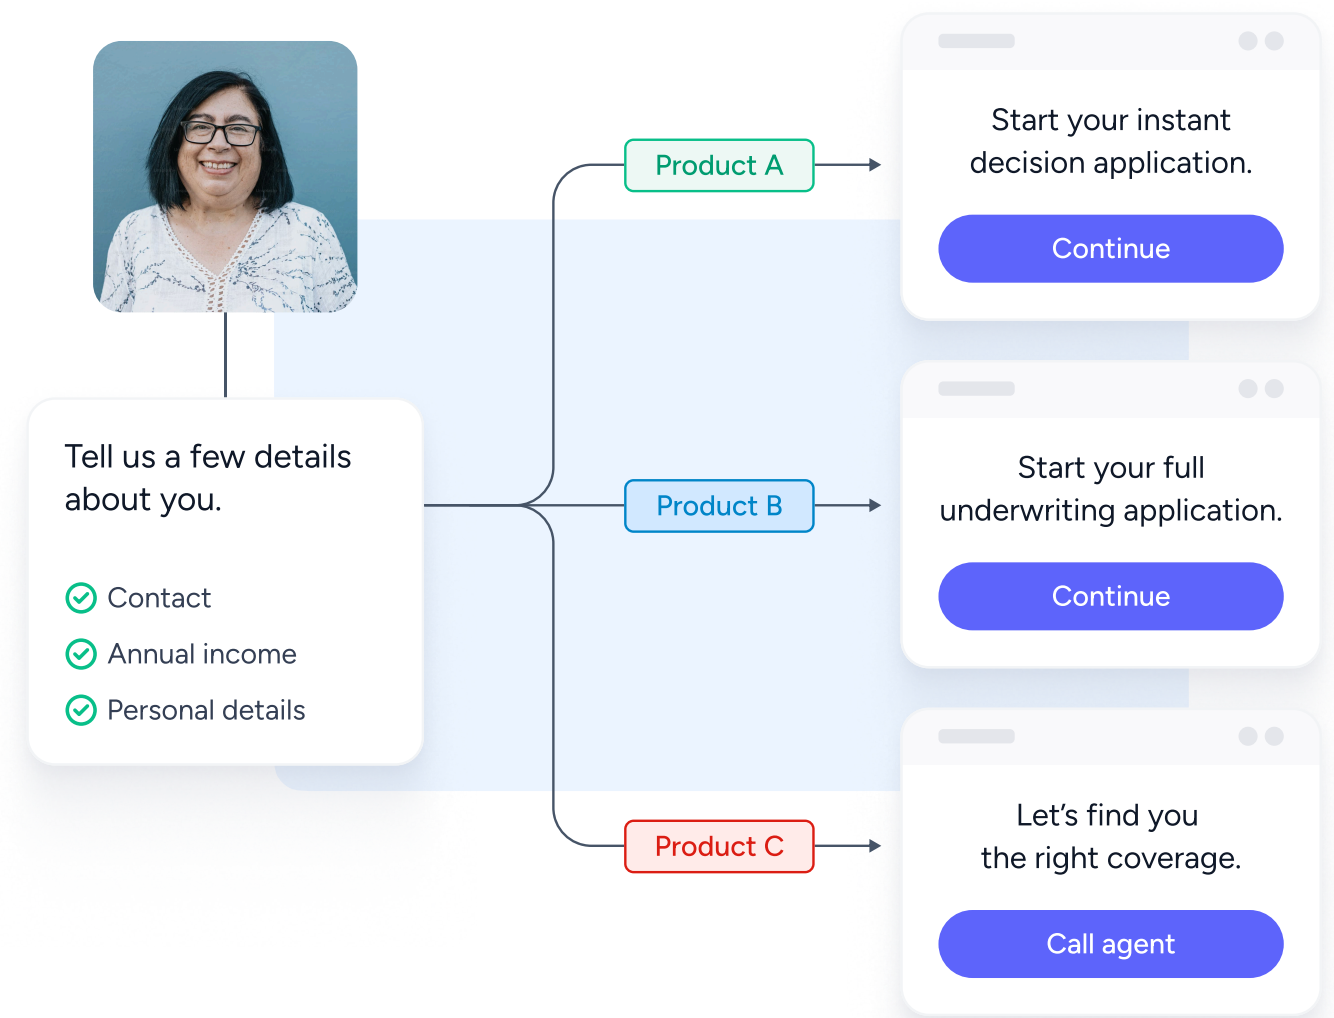 Tell us a few details
about you.
Contact
Annual income
Personal details
Product A
Product B
Product C
Start your instant
decision application.
Continue
Start your full
underwriting application.
Continue
Let’s find you
the right coverage.
Call agent